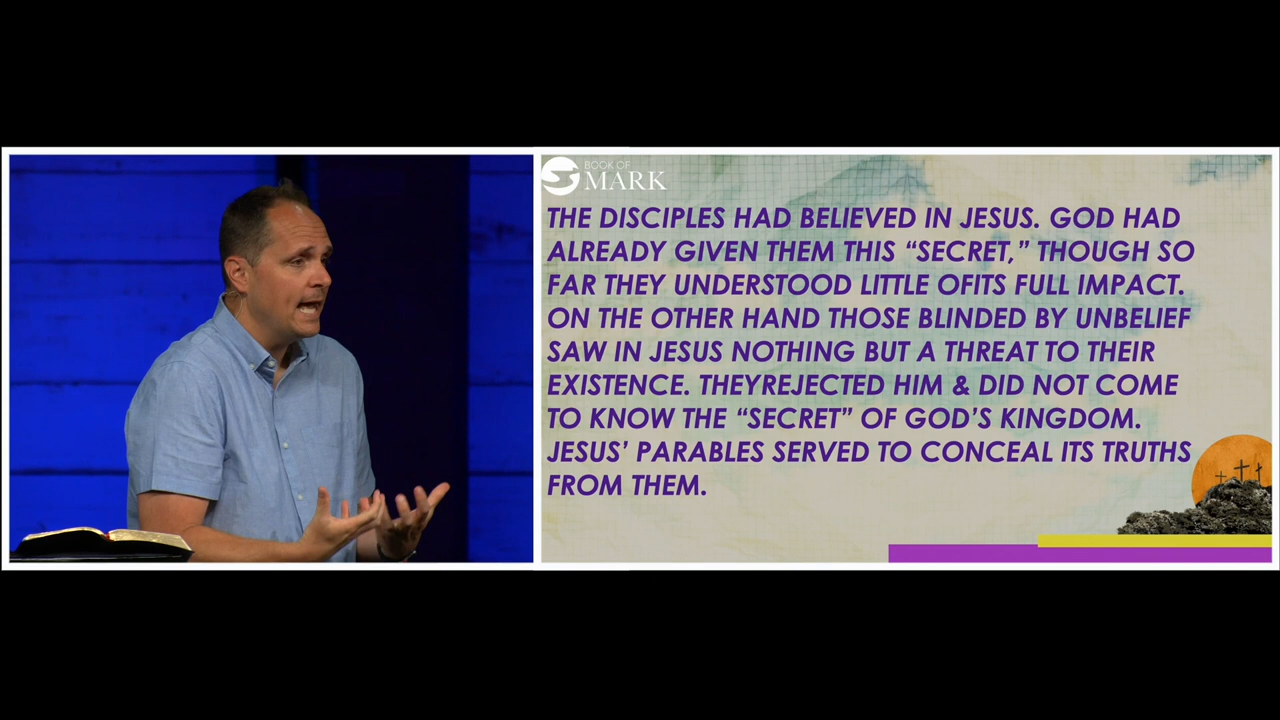 BOOK OF
MARK
THE DISCIPLES HAD BELIEVED IN JESUS. GOD HAD
ALREADY GIVEN THEM THIS “SECRET,” THOUGH SO
FAR THEY UNDERSTOOD LITTLE OFITS FULL IMPACT.
ON THE OTHER HAND THOSE BLINDED BY UNBELIEF
SAW IN JESUS NOTHING BUT A THREAT TO THEIR
EXISTENCE. THEYREJECTED HIM & DID NOT COME
TO KNOW THE “SECRET” OF GOD’S KINGDOM.
JESUS’ PARABLES SERVED TO CONCEAL ITS TRUTHS
FROM THEM.